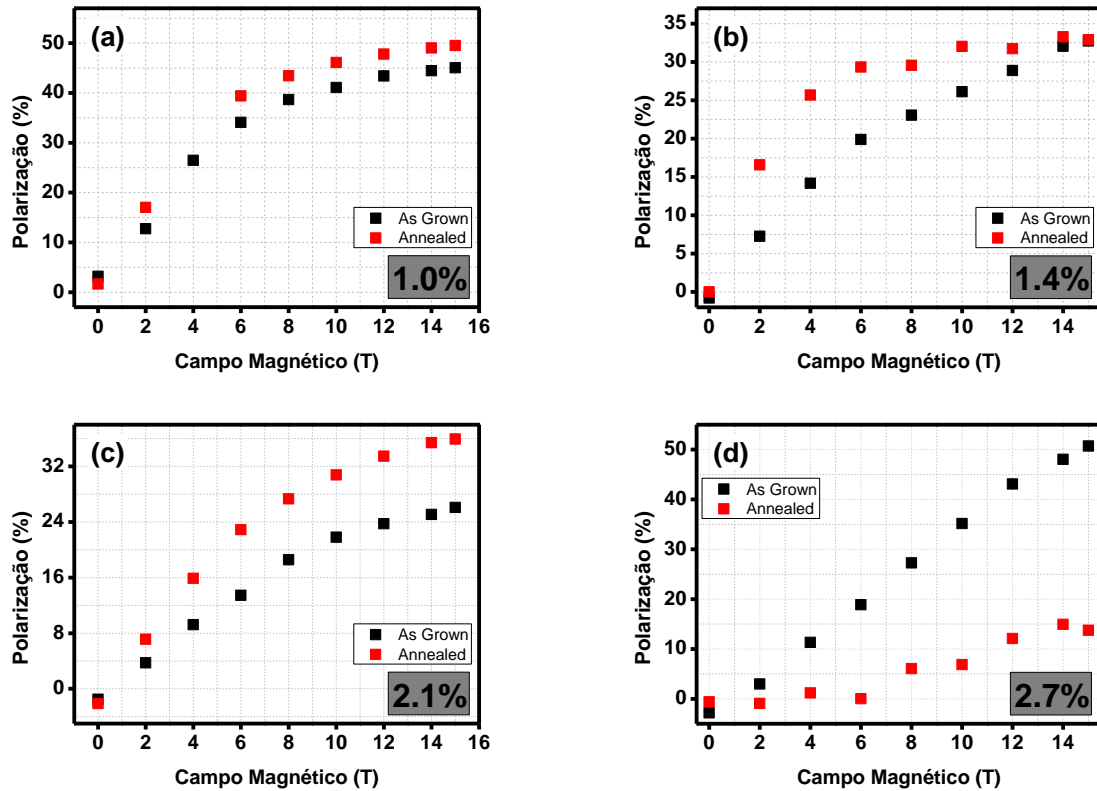 (a)
50
40
30
20
10
0
Polarização (%)
As Grown
Annealed
1.0%
0 2 4 6 8 10 12 14 16
Campo Magnético (T)
(b)
35
30
25
20
15
10
5
0
Polarização (%)
As Grown
Annealed
1.4%
0 2 4 6 8 10 12 14
Campo Magnético (T)
(c)
32
24
16
8
0
Polarização (%)
As Grown
Annealed
2.1%
0 2 4 6 8 10 12 14 16
Campo Magnético (T)
(d)
50
40
30
20
10
0
Polarização (%)
As Grown
Annealed
2.7%
0 2 4 6 8 10 12 14
Campo Magnético (T)